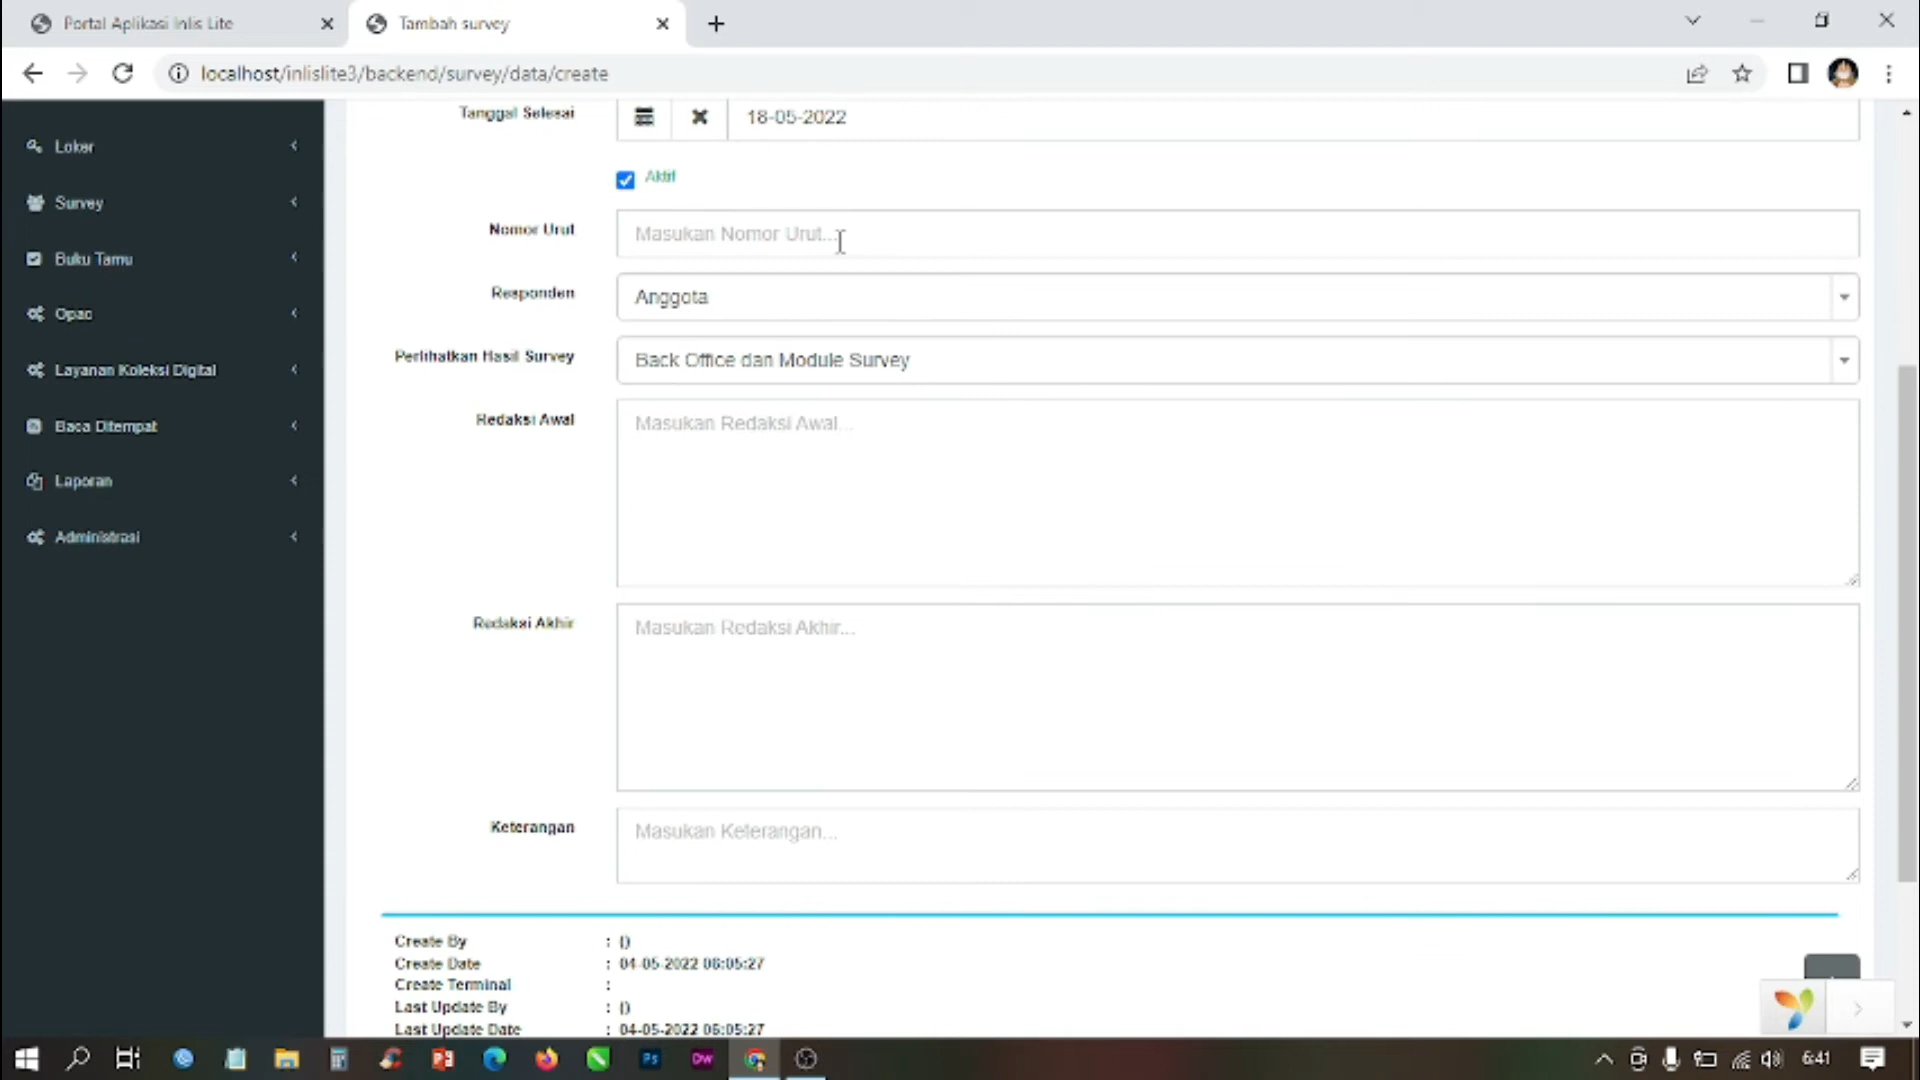 Portal Aplikasi Inlis Lite
Tambah survey
localhost/inlislite3/backend/survey/data/create
Loker
Survey
Buku Tamu
Opac
Layanan Koleksi Digital
Baca Ditempat
Laporan
Administrasi
Tanggal Selesai
18-05-2022
Aktif
Nomor Urut
Masukan Nomor Urut...
Responden
Anggota
Perlihatkan Hasil Survey
Back Office dan Module Survey
Redaksi Awal
Masukan Redaksi Awal...
Redaksi Akhir
Masukan Redaksi Akhir...
Keterangan
Masukan Keterangan...
Create By : ()
Create Date : 04-05-2022 06:05:27
Create Terminal :
Last Update By : ()
Last Update Date : 04-05-2022 06:05:27
Ps
Dw
6:41